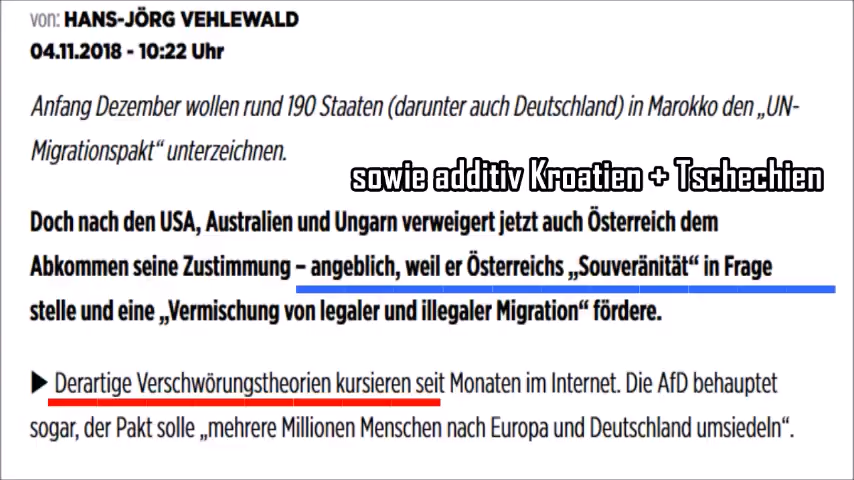 von: HANS-JÖRG VEHLEWALD
04.11.2018 - 10:22 Uhr
Anfang Dezember wollen rund 190 Staaten (darunter auch Deutschland) in Marokko den „UN-
Migrationspakt“ unterzeichnen.
sowie additiv Kroatien + Tschechien
Doch nach den USA, Australien und Ungarn verweigert jetzt auch Österreich dem
Abkommen seine Zustimmung – angeblich, weil er Österreichs „Souveränität“ in Frage
stelle und eine „Vermischung von legaler und illegaler Migration“ fördere.
▶ Derartige Verschwörungstheorien kursieren seit Monaten im Internet. Die AfD behauptet
sogar, der Pakt solle „mehrere Millionen Menschen nach Europa und Deutschland umsiedeln“.